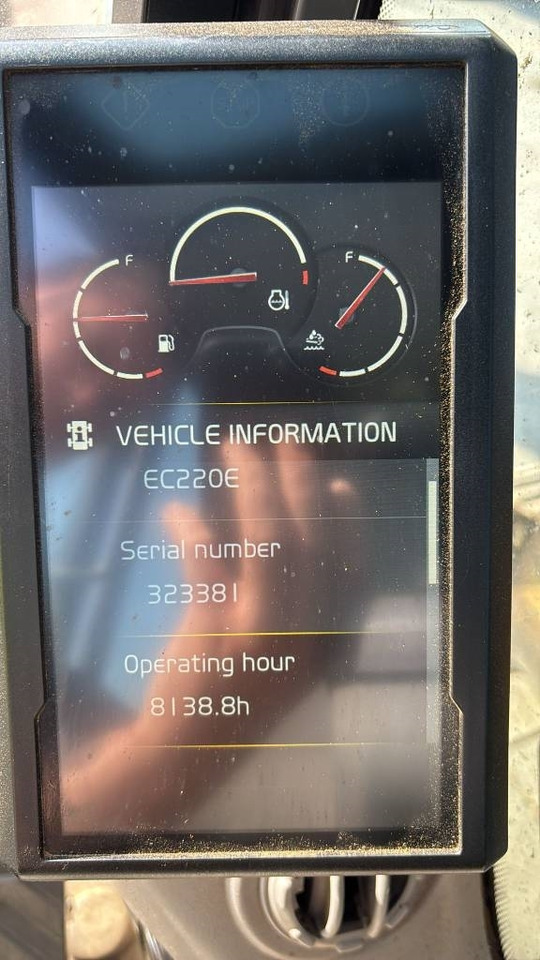 F
F
VEHICLE INFORMATION
EC220E
Serial number
323381
Operating hour
8138.8h